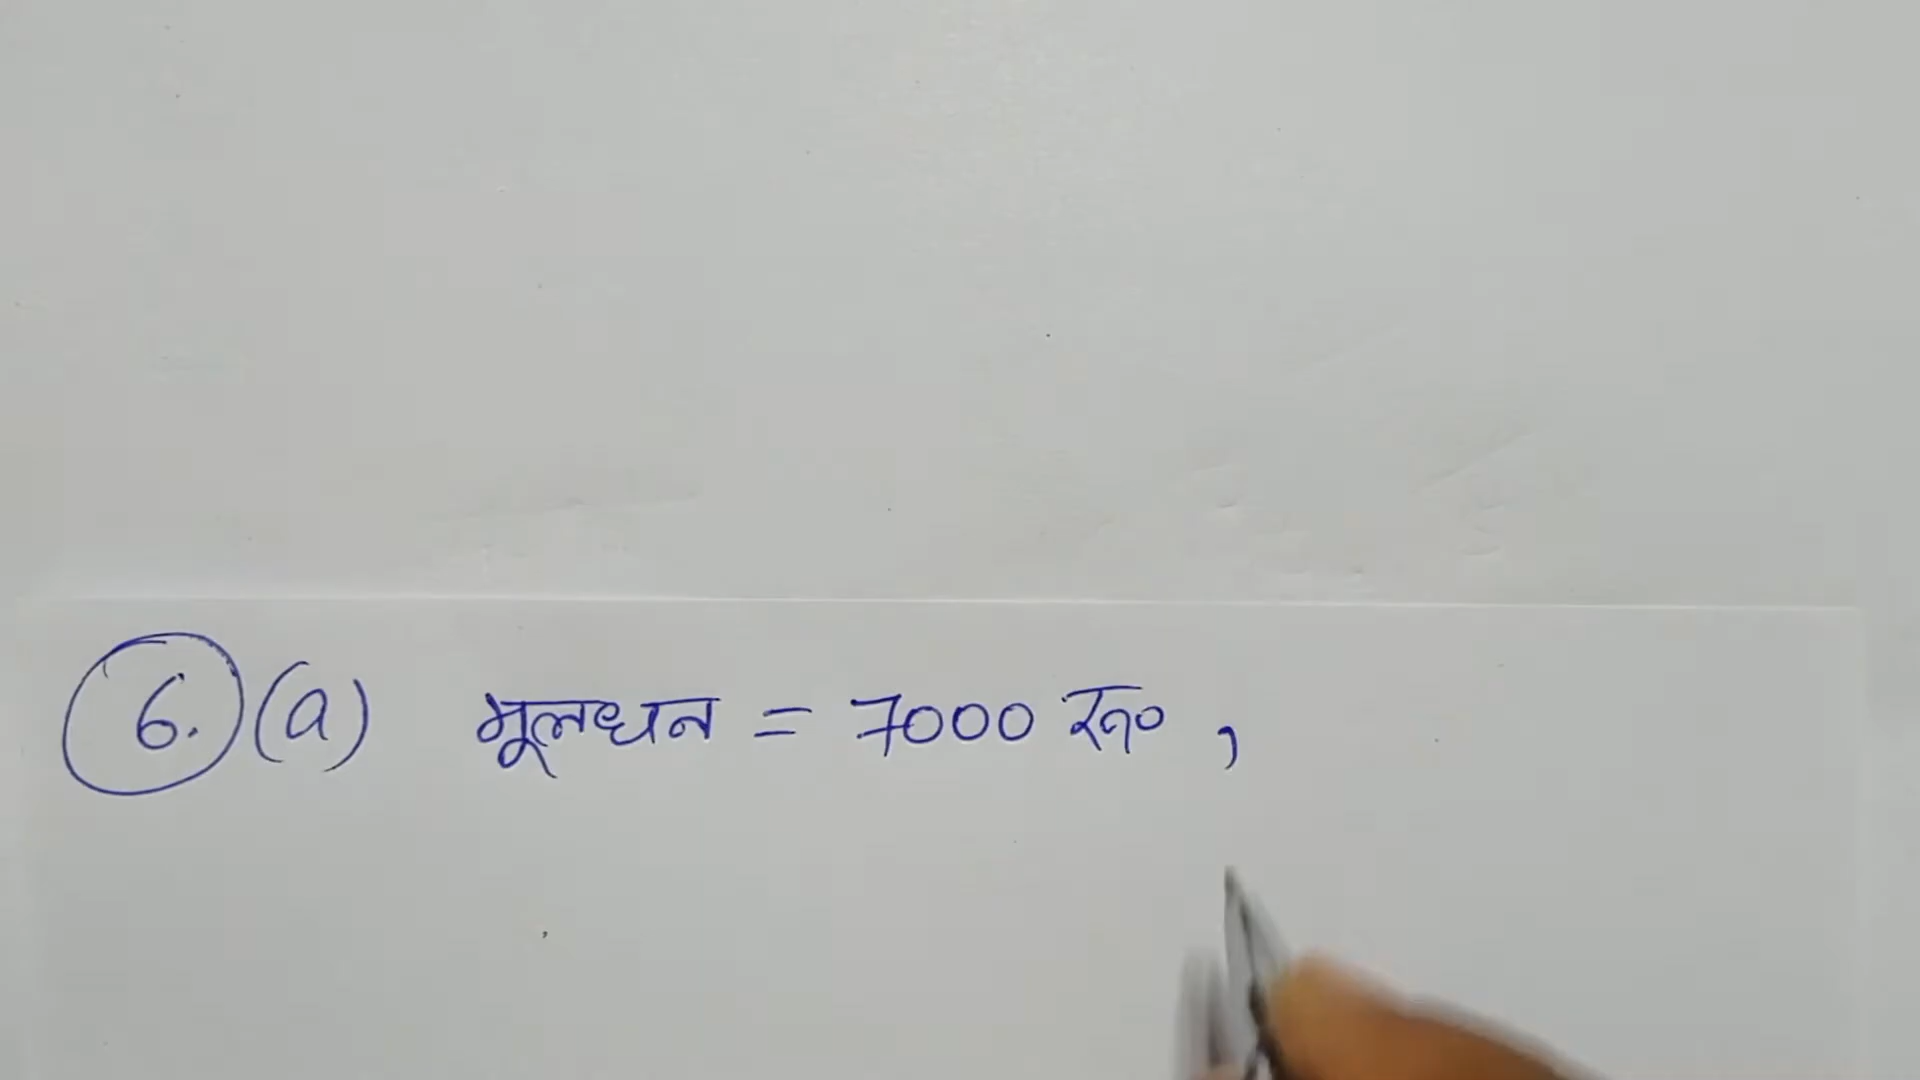 6. (a) मूलधन = 7000 रु० ,